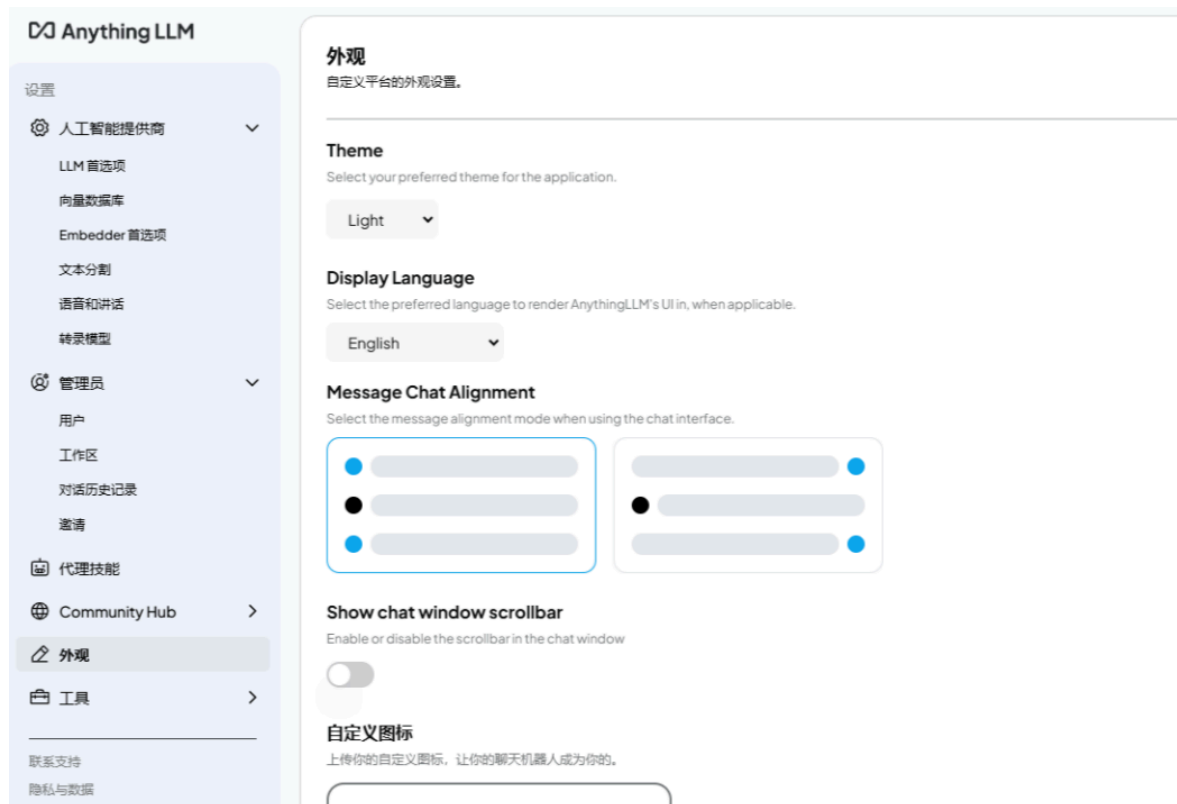 Anything LLM
设置
人工智能提供商
LLM 首选项
向量数据库
Embedder 首选项
文本分割
语音和讲话
转录模型
管理员
用户
工作区
对话历史记录
邀请
代理技能
Community Hub
外观
工具
联系支持
隐私与数据
外观
自定义平台的外观设置。
Theme
Select your preferred theme for the application.
Light
Display Language
Select the preferred language to render AnythingLLM's UI in, when applicable.
English
Message Chat Alignment
Select the message alignment mode when using the chat interface.
Show chat window scrollbar
Enable or disable the scrollbar in the chat window
自定义图标
上传你的自定义图标，让你的聊天机器人成为你的。